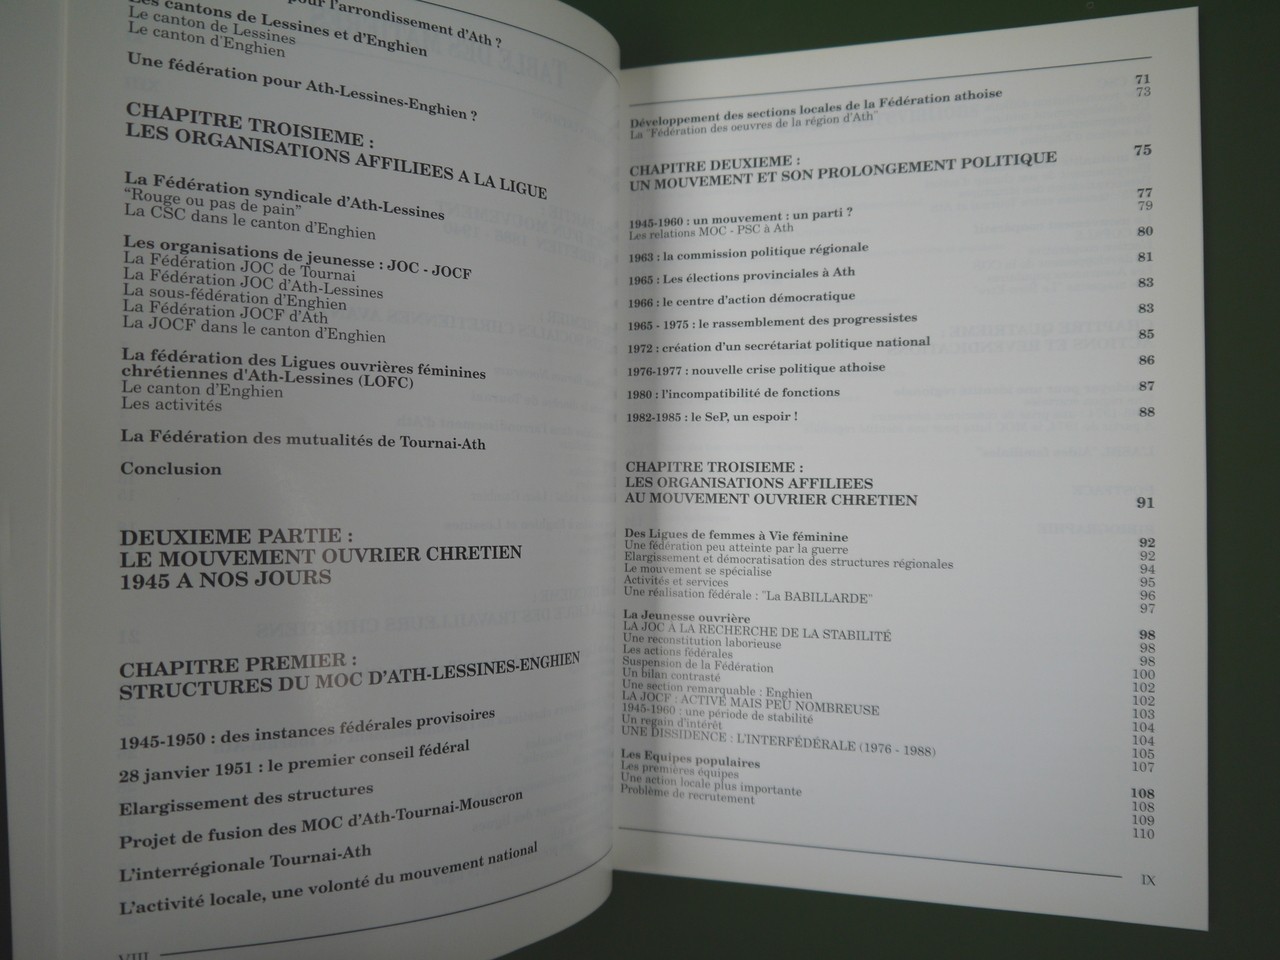 pour l'arrondissement d'Ath ?
Les cantons de Lessines et d'Enghien
Le canton de Lessines
Le canton d'Enghien
Une fédération pour Ath-Lessines-Enghien ?
CHAPITRE TROISIEME :
LES ORGANISATIONS AFFILIEES A LA LIGUE
La Fédération syndicale d'Ath-Lessines
"Rouge ou pas de pain"
La CSC dans le canton d'Enghien
Les organisations de jeunesse : JOC - JOCF
La Fédération JOC de Tournai
La Fédération JOC d'Ath-Lessines
La sous-fédération d'Enghien
La Fédération JOCF d'Ath
La JOCF dans le canton d'Enghien
La fédération des Ligues ouvrières féminines
chrétiennes d'Ath-Lessines (LOFC)
Le canton d'Enghien
Les activités
La Fédération des mutualités de Tournai-Ath
Conclusion
DEUXIEME PARTIE :
LE MOUVEMENT OUVRIER CHRETIEN
1945 A NOS JOURS
CHAPITRE PREMIER :
STRUCTURES DU MOC D'ATH-LESSINES-ENGHIEN
1945-1950 : des instances fédérales provisoires
28 janvier 1951 : le premier conseil fédéral
Elargissement des structures
Projet de fusion des MOC d'Ath-Tournai-Mouscron
L'interrégionale Tournai-Ath
L'activité locale, une volonté du mouvement national
VIII
Développement des sections locales de la Fédération athoise 71
La "Fédération des oeuvres de la région d'Ath" 73
CHAPITRE DEUXIEME :
UN MOUVEMENT ET SON PROLONGEMENT POLITIQUE 75
1945-1960 : un mouvement : un parti ? 77
Les relations MOC - PSC à Ath 79
1963 : la commission politique régionale 80
1965 : Les élections provinciales à Ath 81
1966 : le centre d'action démocratique 83
1965 - 1975 : le rassemblement des progressistes 83
1972 : création d'un secrétariat politique national 85
1976-1977 : nouvelle crise politique athoise 86
1980 : l'incompatibilité de fonctions 87
1982-1985 : le SeP, un espoir ! 88
CHAPITRE TROISIEME :
LES ORGANISATIONS AFFILIEES
AU MOUVEMENT OUVRIER CHRETIEN 91
Des Ligues de femmes à Vie féminine 92
Une fédération peu atteinte par la guerre 92
Elargissement et démocratisation des structures régionales 94
Le mouvement se spécialise 95
Activités et services 96
Une réalisation fédérale : "La BABILLARDE" 97
La Jeunesse ouvrière 98
LA JOC A LA RECHERCHE DE LA STABILITÉ 98
Une reconstitution laborieuse 98
Les actions fédérales 100
Suspension de la Fédération 102
Un bilan contrasté 102
Une section remarquable : Enghien 103
LA JOCF : ACTIVE MAIS PEU NOMBREUSE 104
1945-1960 : une période de stabilité 104
Un regain d'intérêt 105
UNE DISSIDENCE : L'INTERFÉDÉRALE (1976 - 1988) 107
Les Equipes populaires 108
Les premières équipes 108
Une action locale plus importante 109
Problème de recrutement 110
IX